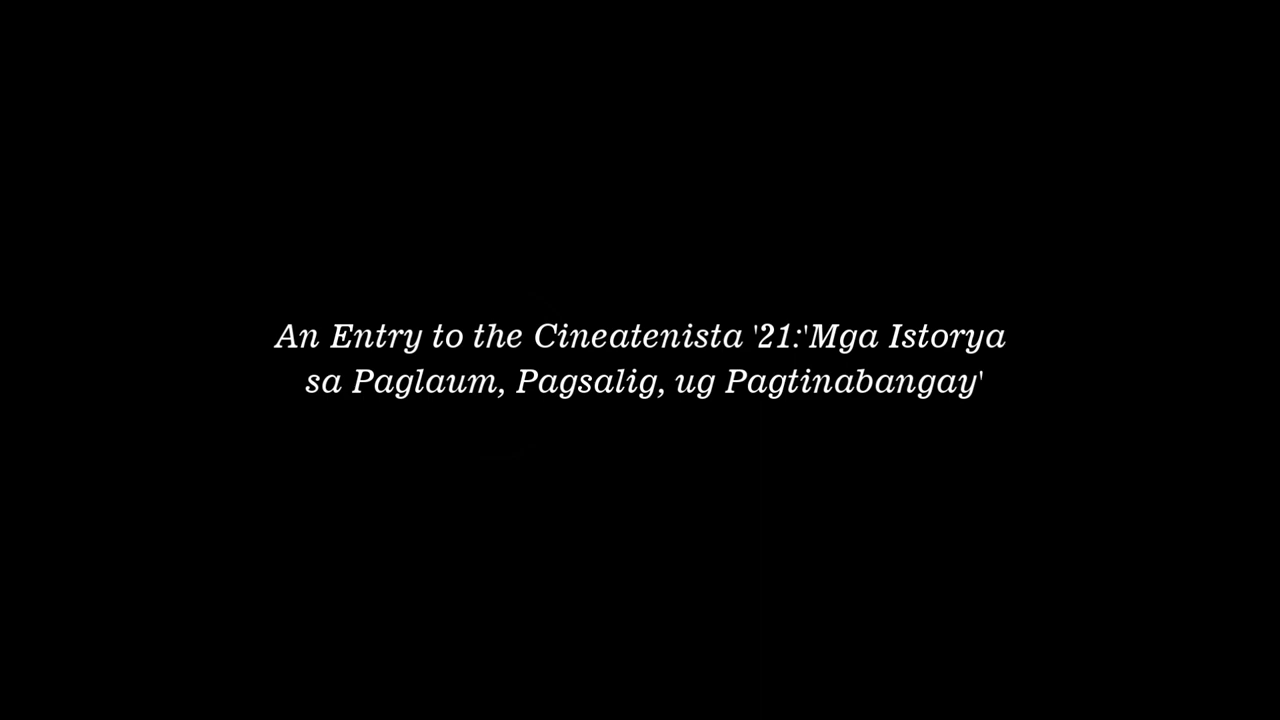 An Entry to the Cineatenista '21:'Mga Istorya
sa Paglaum, Pagsalig, ug Pagtinabangay'